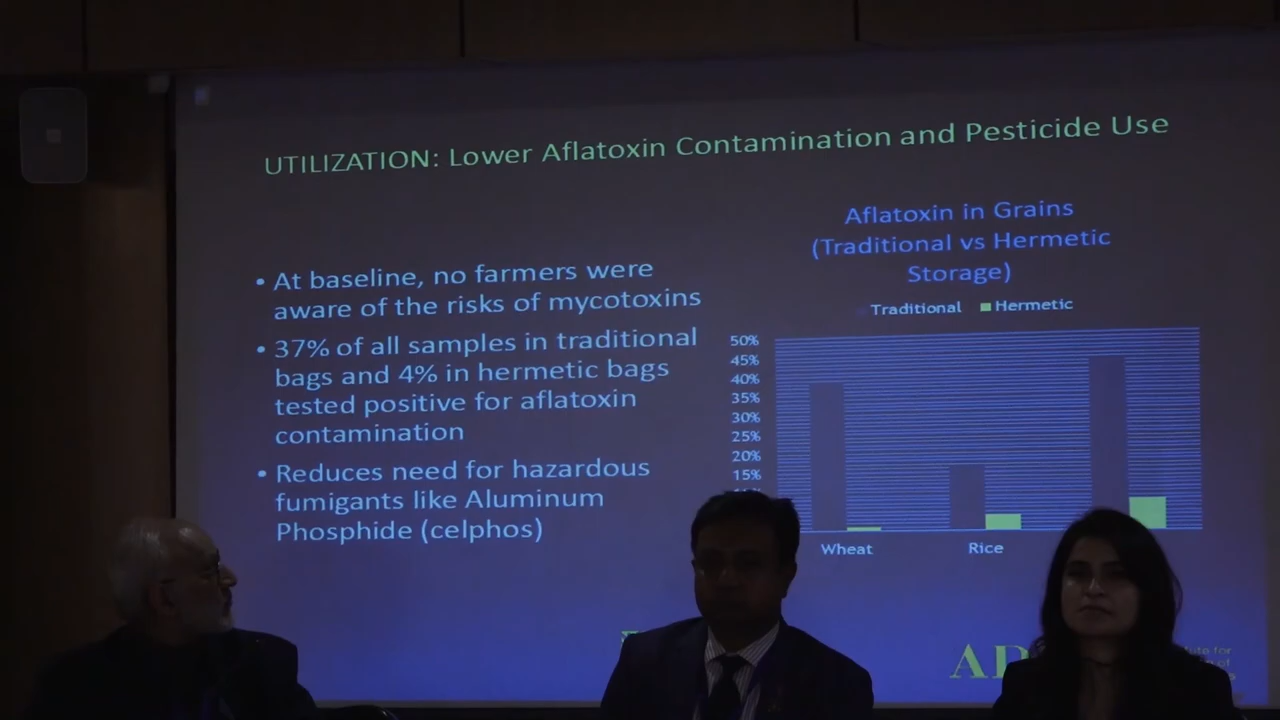 UTILIZATION: Lower Aflatoxin Contamination and Pesticide Use
• At baseline, no farmers were
aware of the risks of mycotoxins
• 37% of all samples in traditional
bags and 4% in hermetic bags
tested positive for aflatoxin
contamination
• Reduces need for hazardous
fumigants like Aluminum
Phosphide (celphos)
Aflatoxin in Grains
(Traditional vs Hermetic
Storage)
Traditional Hermetic
50%
45%
40%
35%
30%
25%
20%
15%
Wheat Rice